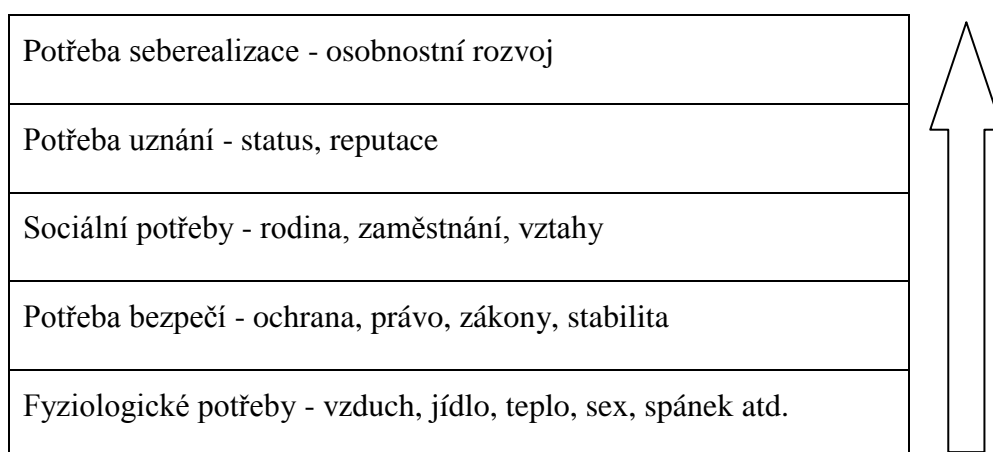 Potřeba seberealizace - osobnostní rozvoj
Potřeba uznání - status, reputace
Sociální potřeby - rodina, zaměstnání, vztahy
Potřeba bezpečí - ochrana, právo, zákony, stabilita
Fyziologické potřeby - vzduch, jídlo, teplo, sex, spánek atd.